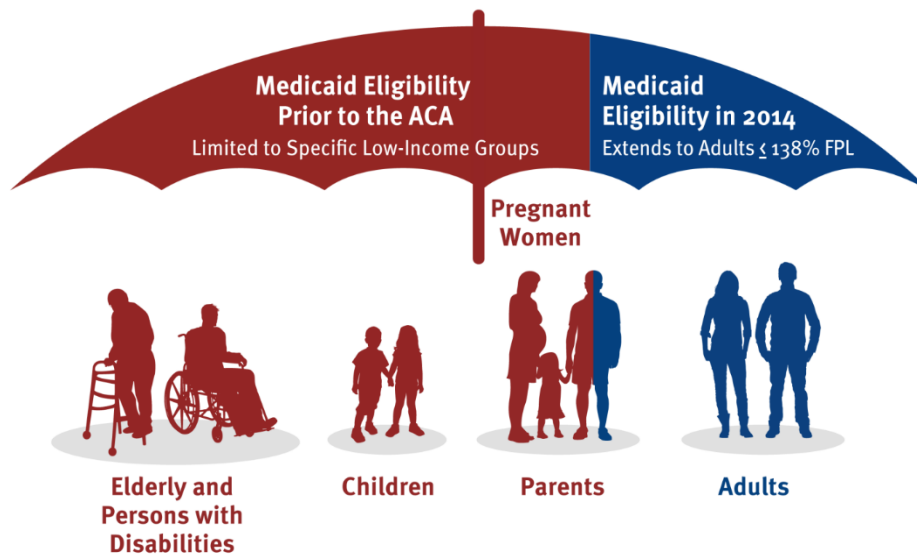 Medicaid Eligibility
Prior to the ACA
Limited to Specific Low-Income Groups
Medicaid
Eligibility in 2014
Extends to Adults ≤ 138% FPL
Pregnant
Women
Elderly and
Persons with
Disabilities
Children
Parents
Adults